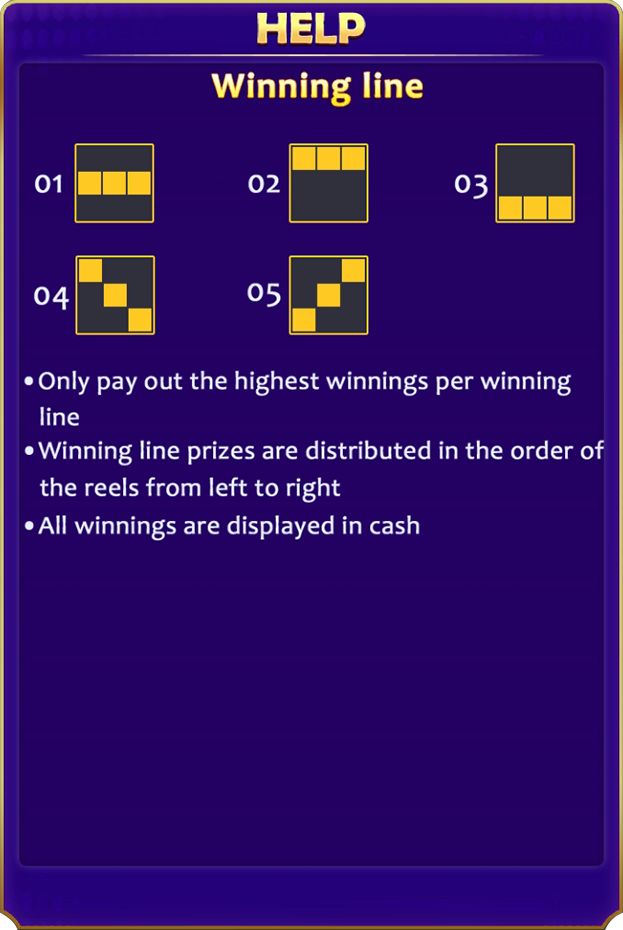 HELP
Winning line
01
02
03
04
05
•Only pay out the highest winnings per winning
line
•Winning line prizes are distributed in the order of
the reels from left to right
•All winnings are displayed in cash